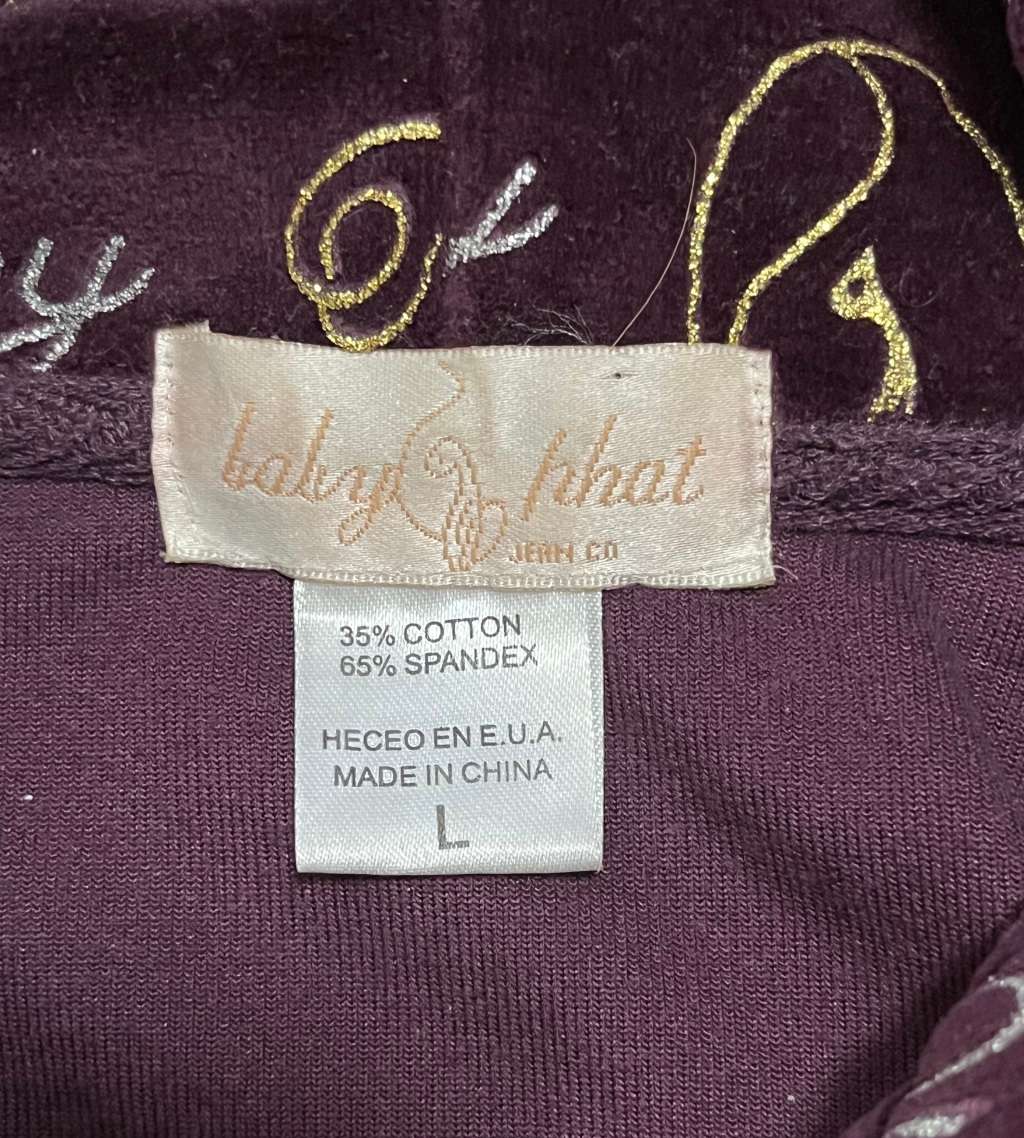 baby phat
JEAN CO
35% COTTON
65% SPANDEX
HECEO EN E.U.A.
MADE IN CHINA
L